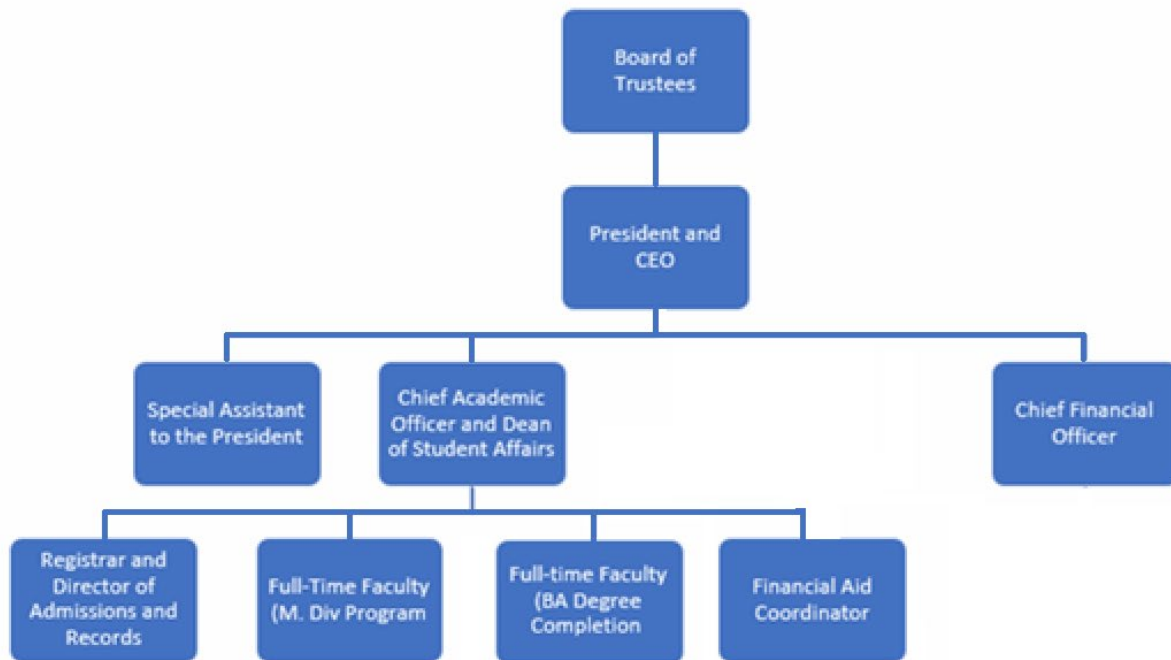 Board of
Trustees
President and
CEO
Special Assistant
to the President
Chief Academic
Officer and Dean
of Student Affairs
Chief Financial
Officer
Registrar and
Director of
Admissions and
Records
Full-Time Faculty
(M. Div Program
Full-time Faculty
(BA Degree
Completion
Financial Aid
Coordinator